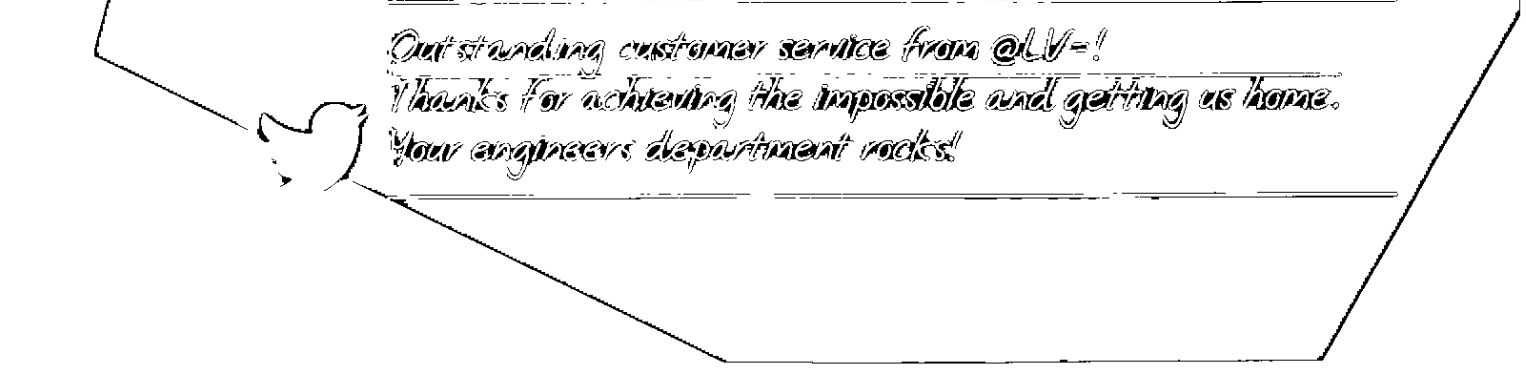 Outstanding customer service from @LV=!
Thanks for achieving the impossible and getting us home.
Your engineers department rocks!